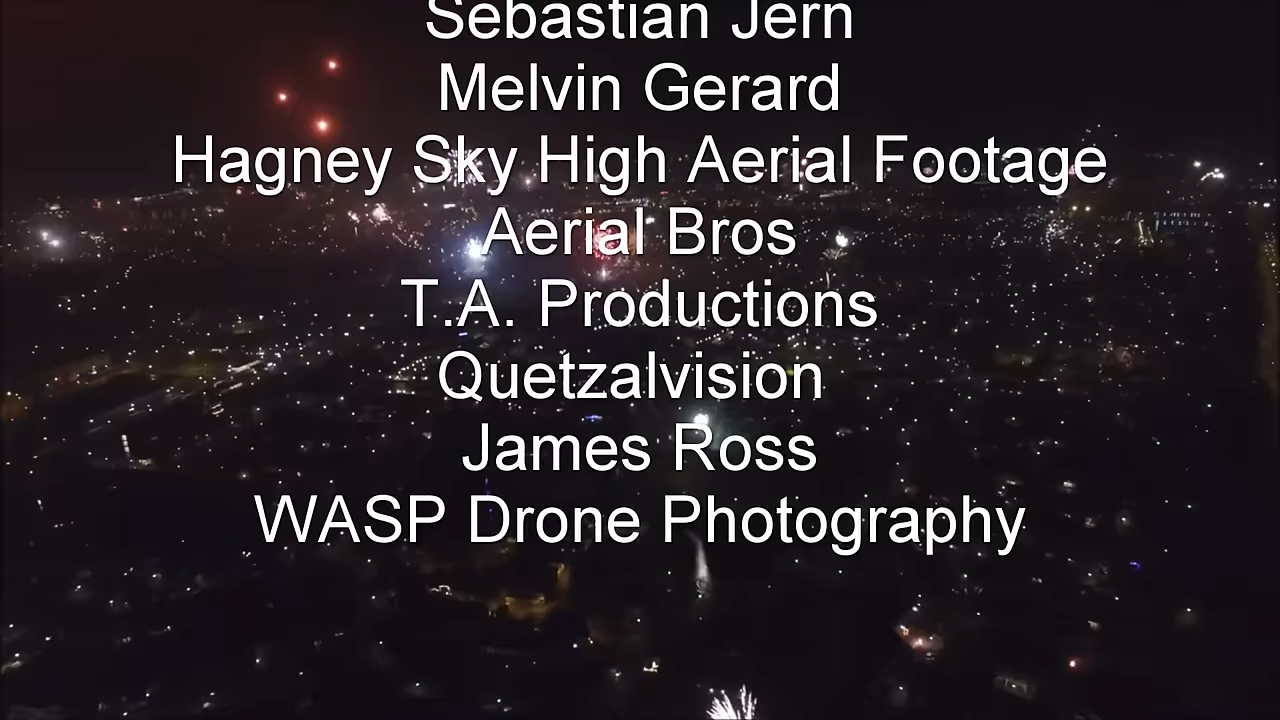 Sebastian Jern
Melvin Gerard
Hagney Sky High Aerial Footage
Aerial Bros
T.A. Productions
Quetzalvision
James Ross
WASP Drone Photography